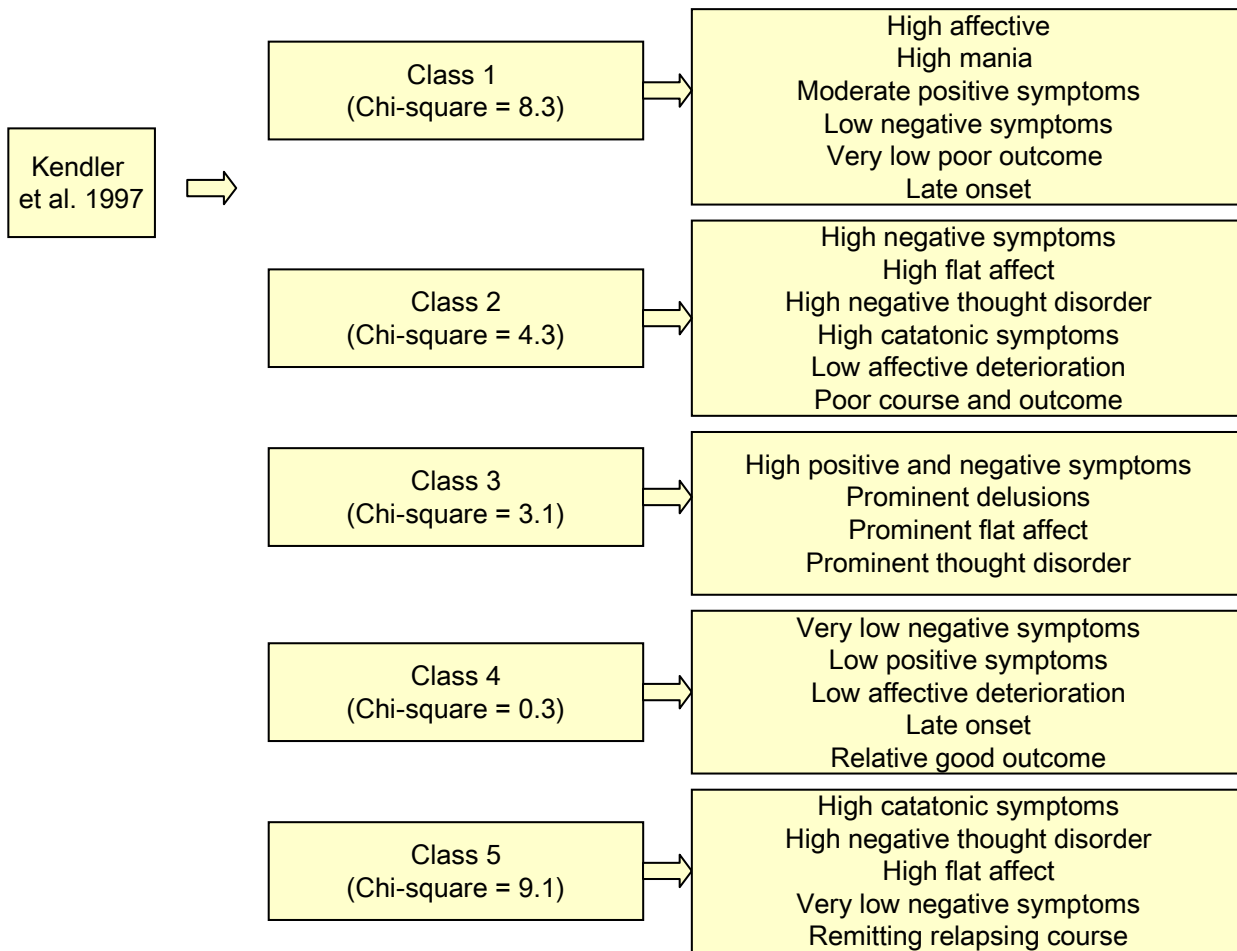 Kendler
et al. 1997
Class 1
(Chi-square = 8.3)
High affective
High mania
Moderate positive symptoms
Low negative symptoms
Very low poor outcome
Late onset
Class 2
(Chi-square = 4.3)
High negative symptoms
High flat affect
High negative thought disorder
High catatonic symptoms
Low affective deterioration
Poor course and outcome
Class 3
(Chi-square = 3.1)
High positive and negative symptoms
Prominent delusions
Prominent flat affect
Prominent thought disorder
Class 4
(Chi-square = 0.3)
Very low negative symptoms
Low positive symptoms
Low affective deterioration
Late onset
Relative good outcome
Class 5
(Chi-square = 9.1)
High catatonic symptoms
High negative thought disorder
High flat affect
Very low negative symptoms
Remitting relapsing course